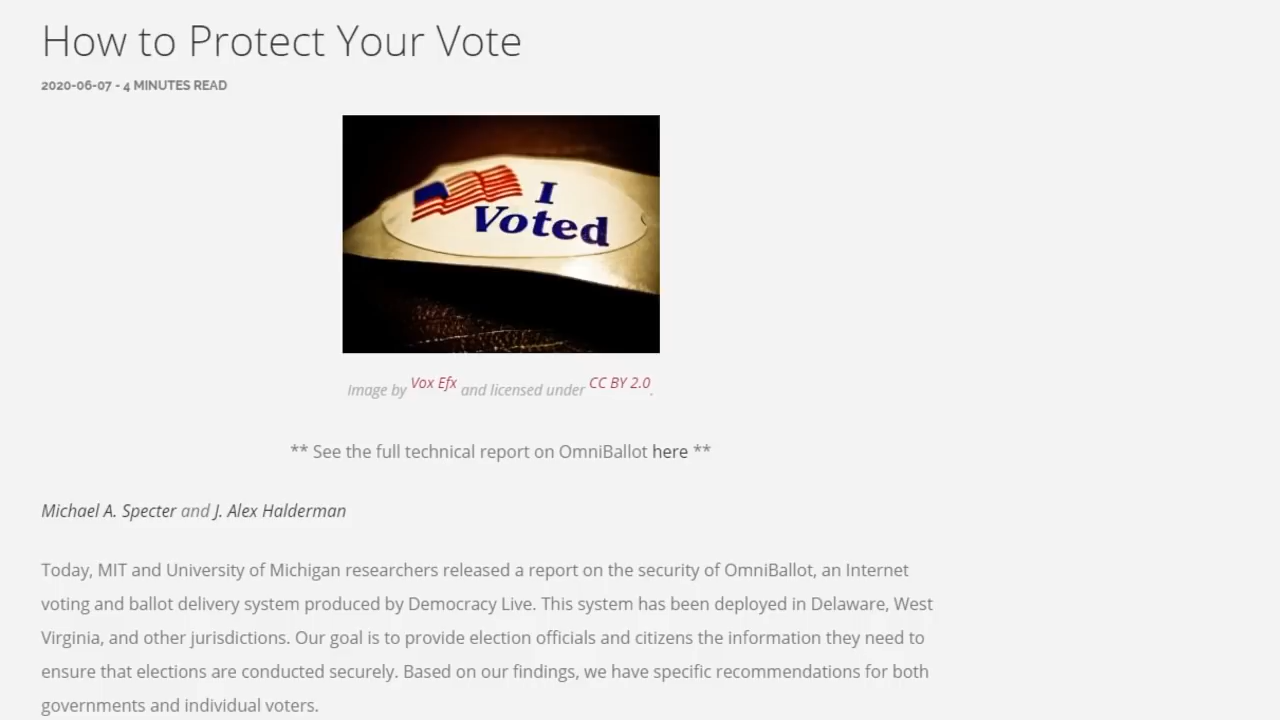 How to Protect Your Vote
2020-06-07 - 4 MINUTES READ
I
Voted
Image by Vox Efx and licensed under CC BY 2.0.
** See the full technical report on OmniBallot here **
Michael A. Specter and J. Alex Halderman
Today, MIT and University of Michigan researchers released a report on the security of OmniBallot, an Internet
voting and ballot delivery system produced by Democracy Live. This system has been deployed in Delaware, West
Virginia, and other jurisdictions. Our goal is to provide election officials and citizens the information they need to
ensure that elections are conducted securely. Based on our findings, we have specific recommendations for both
governments and individual voters.